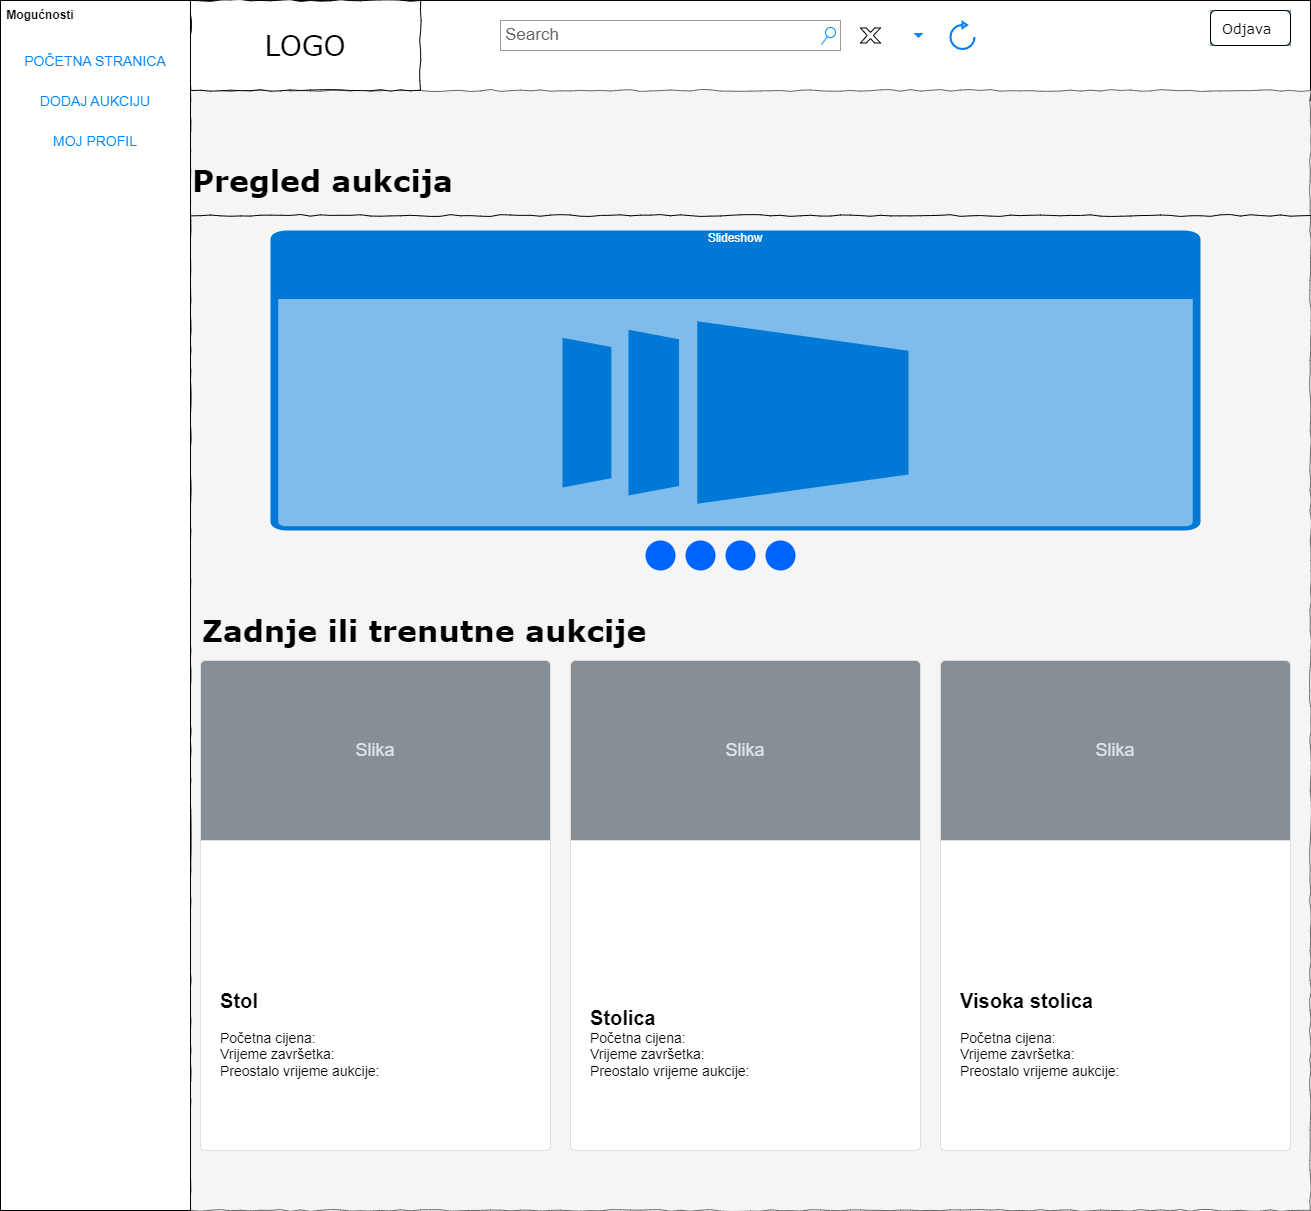 Mogućnosti
POČETNA STRANICA
DODAJ AUKCIJU
MOJ PROFIL
LOGO
Search
Odjava
Pregled aukcija
Slideshow
Zadnje ili trenutne aukcije
Slika
Stol
Početna cijena:
Vrijeme završetka:
Preostalo vrijeme aukcije:
Slika
Stolica
Početna cijena:
Vrijeme završetka:
Preostalo vrijeme aukcije:
Slika
Visoka stolica
Početna cijena:
Vrijeme završetka:
Preostalo vrijeme aukcije: